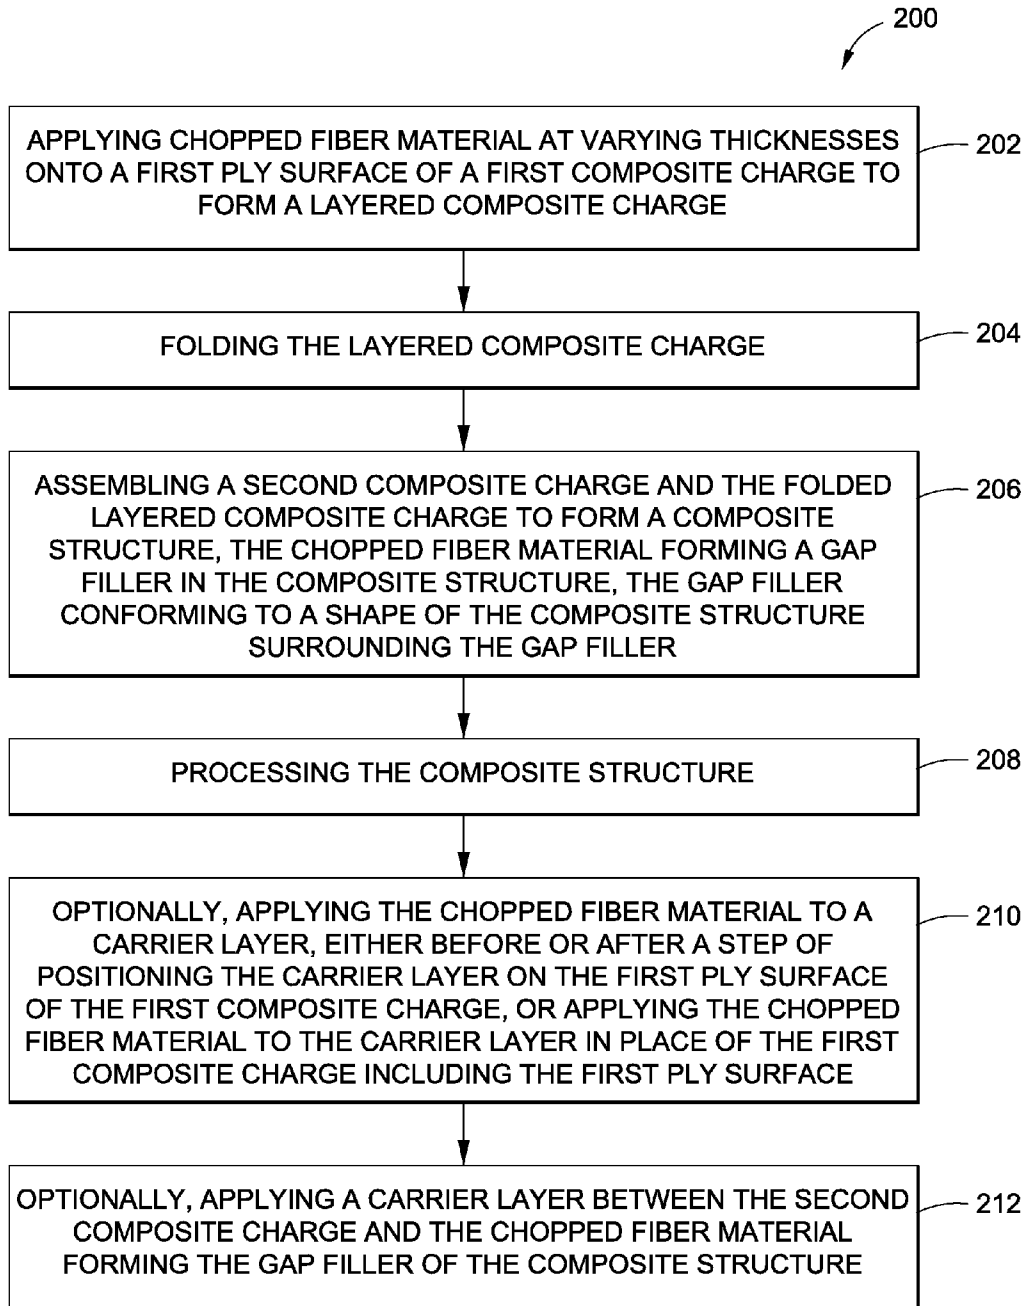 200
APPLYING CHOPPED FIBER MATERIAL AT VARYING THICKNESSES
ONTO A FIRST PLY SURFACE OF A FIRST COMPOSITE CHARGE TO
FORM A LAYERED COMPOSITE CHARGE
202
FOLDING THE LAYERED COMPOSITE CHARGE
204
ASSEMBLING A SECOND COMPOSITE CHARGE AND THE FOLDED
LAYERED COMPOSITE CHARGE TO FORM A COMPOSITE
STRUCTURE, THE CHOPPED FIBER MATERIAL FORMING A GAP
FILLER IN THE COMPOSITE STRUCTURE, THE GAP FILLER
CONFORMING TO A SHAPE OF THE COMPOSITE STRUCTURE
SURROUNDING THE GAP FILLER
206
PROCESSING THE COMPOSITE STRUCTURE
208
OPTIONALLY, APPLYING THE CHOPPED FIBER MATERIAL TO A
CARRIER LAYER, EITHER BEFORE OR AFTER A STEP OF
POSITIONING THE CARRIER LAYER ON THE FIRST PLY SURFACE
OF THE FIRST COMPOSITE CHARGE, OR APPLYING THE CHOPPED
FIBER MATERIAL TO THE CARRIER LAYER IN PLACE OF THE FIRST
COMPOSITE CHARGE INCLUDING THE FIRST PLY SURFACE
210
OPTIONALLY, APPLYING A CARRIER LAYER BETWEEN THE SECOND
COMPOSITE CHARGE AND THE CHOPPED FIBER MATERIAL
FORMING THE GAP FILLER OF THE COMPOSITE STRUCTURE
212